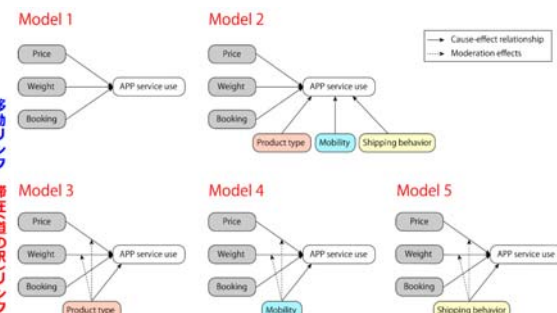 Model 1
Price
Weight
Booking
APP service use
Model 2
Price
Weight
Booking
APP service use
Product type
Mobility
Shipping behavior
Cause-effect relationship
Moderation effects
Model 3
Price
Weight
Booking
APP service use
Product type
Model 4
Price
Weight
Booking
APP service use
Mobility
Model 5
Price
Weight
Booking
APP service use
Shipping behavior